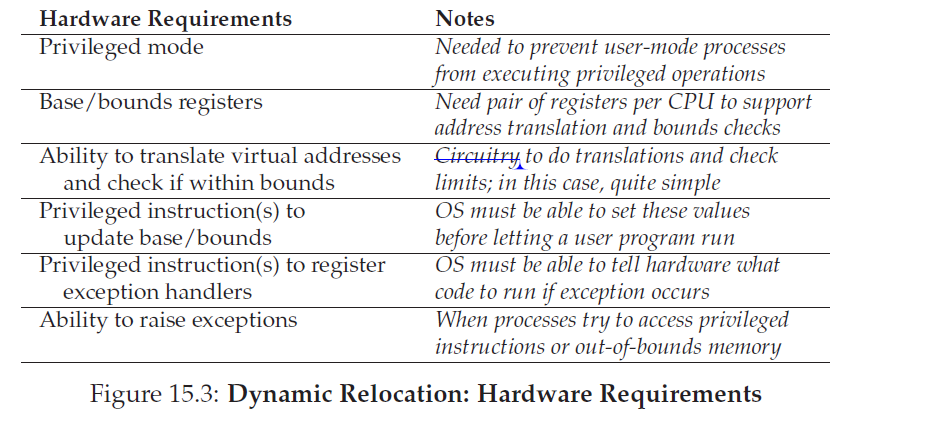 Hardware Requirements Notes
Privileged mode Needed to prevent user-mode processes
from executing privileged operations
Base/bounds registers Need pair of registers per CPU to support
address translation and bounds checks
Ability to translate virtual addresses Circuitry to do translations and check
and check if within bounds limits; in this case, quite simple
Privileged instruction(s) to OS must be able to set these values
update base/bounds before letting a user program run
Privileged instruction(s) to register OS must be able to tell hardware what
exception handlers code to run if exception occurs
Ability to raise exceptions When processes try to access privileged
instructions or out-of-bounds memory
Figure 15.3: Dynamic Relocation: Hardware Requirements